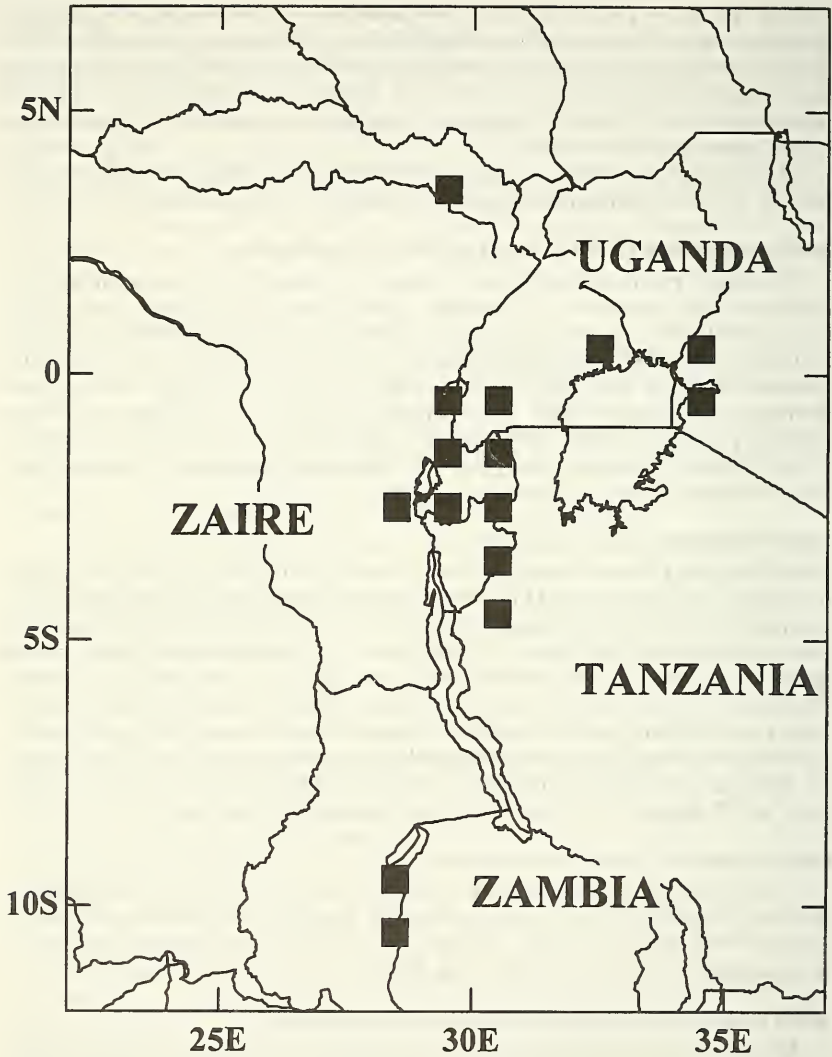 5N
UGANDA
0
ZAIRE
5S
TANZANIA
10S
ZAMBIA
25E 30E 35E